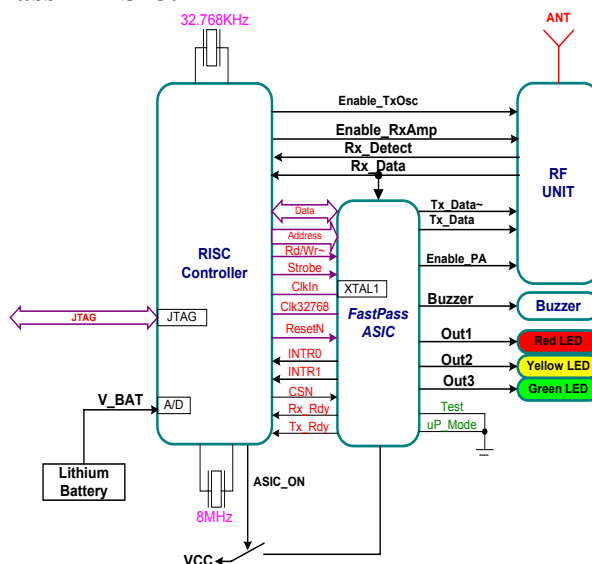 32.768KHz
ANT
Enable_TxOsc
Enable_RxAmp
Rx_Detect
Rx_Data
RF
UNIT
Data
Address
Rd/Wr~
Strobe
ClkIn
Clk32768
ResetN
INTR0
INTR1
CSN
Rx_Rdy
Tx_Rdy
RISC
Controller
JTAG
JTAG
A/D
V_BAT
Lithium
Battery
XTAL1
FastPass
ASIC
Tx_Data~
Tx_Data
Enable_PA
Buzzer
Buzzer
Out1
Red LED
Out2
Yellow LED
Out3
Green LED
Test
uP_Mode
8MHz
ASIC_ON
VCC